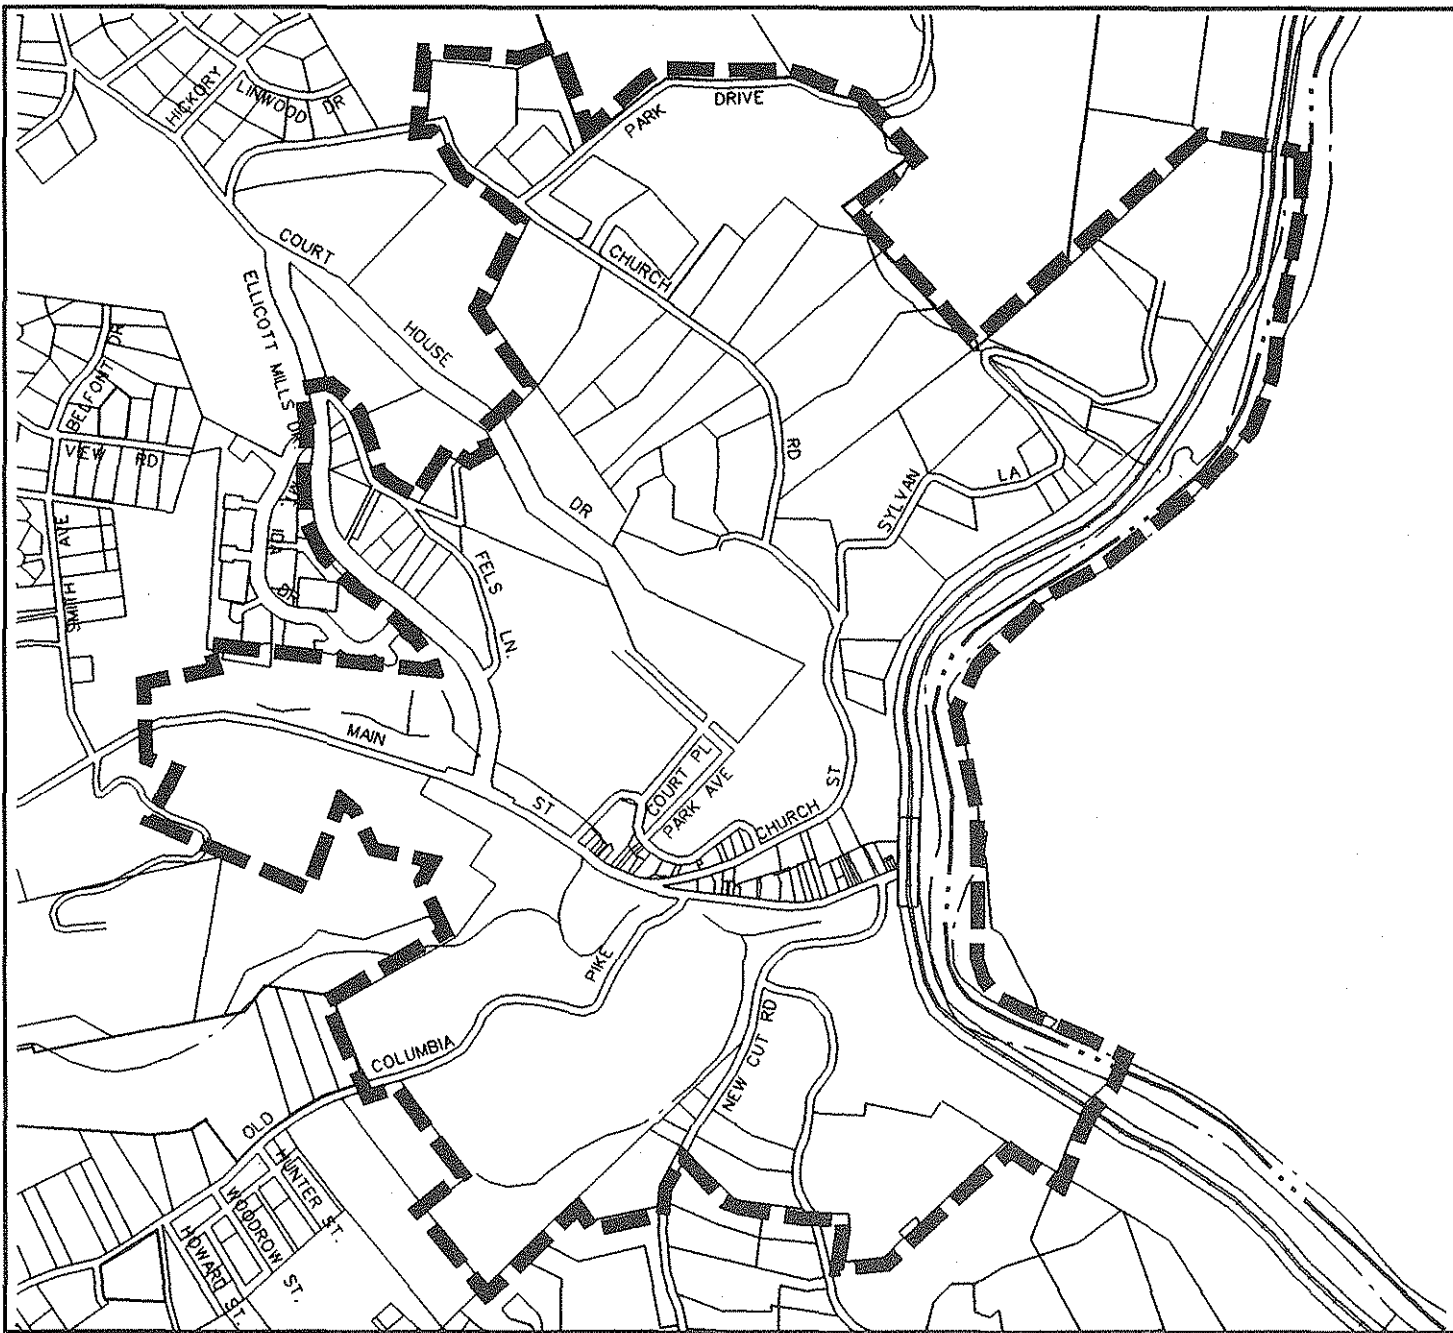 HICKORY
LINWOOD DR
PARK
DRIVE
COURT
HOUSE
DR
CHURCH
RD
ELLICOTT MILLS DR.
BELFONT DR
VIEW RD
SMITH AVE
IDA
DR
FELS
LN.
SYLVAN
LA
MAIN
ST
COURT PL
PARK AVE
CHURCH
ST
PIKE
COLUMBIA
OLD
NEW CUT RD
HUNTER ST.
WOODROW ST.
HOWARD ST.